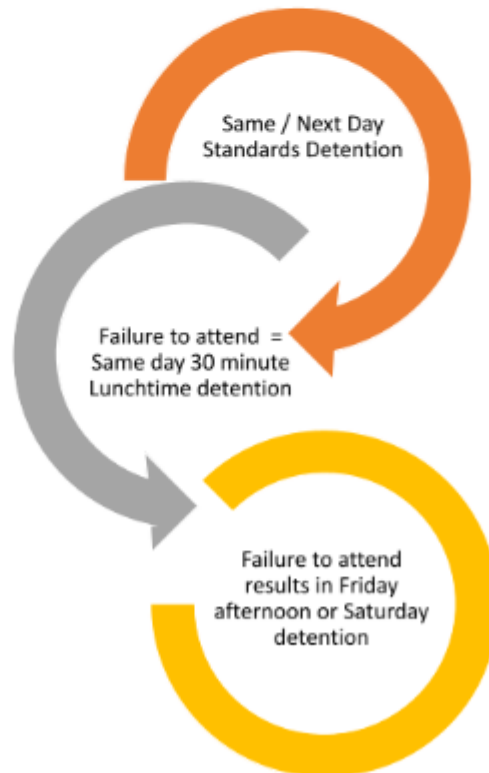 Same / Next Day
Standards Detention
Failure to attend =
Same day 30 minute
Lunchtime detention
Failure to attend
results in Friday
afternoon or Saturday
detention